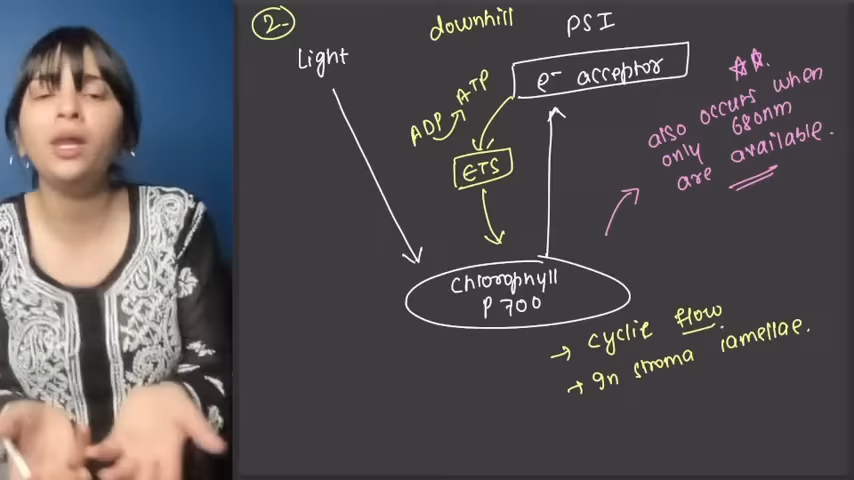 2.
downhill
PSI
Light
e- acceptor
ADP
ATP
ETS
also occurs when
only 680nm
are available.
Chlorophyll
P 700
→ cyclic flow
→ In stroma lamellae.